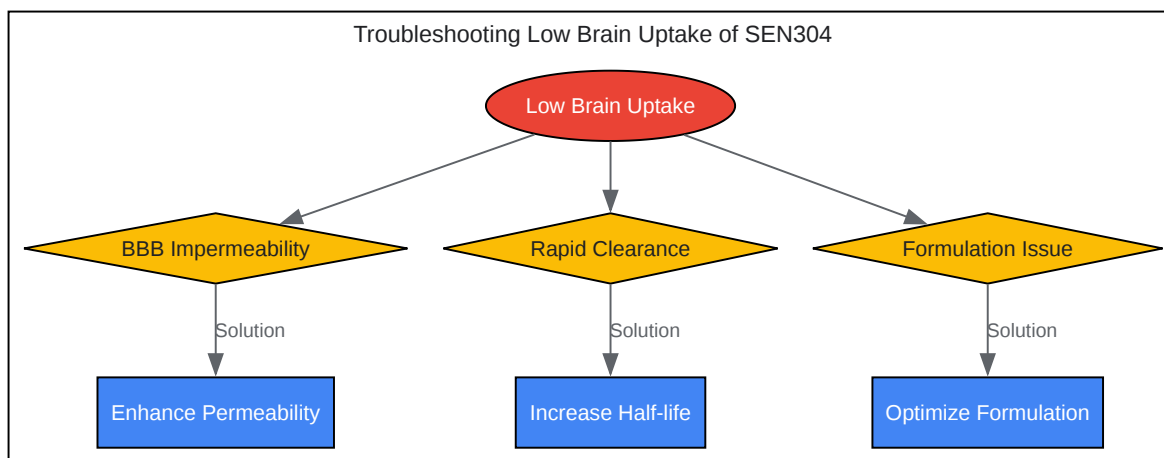 Troubleshooting Low Brain Uptake of SEN304
Low Brain Uptake
BBB Impermeability
Rapid Clearance
Formulation Issue
Solution
Solution
Solution
Enhance Permeability
Increase Half-life
Optimize Formulation